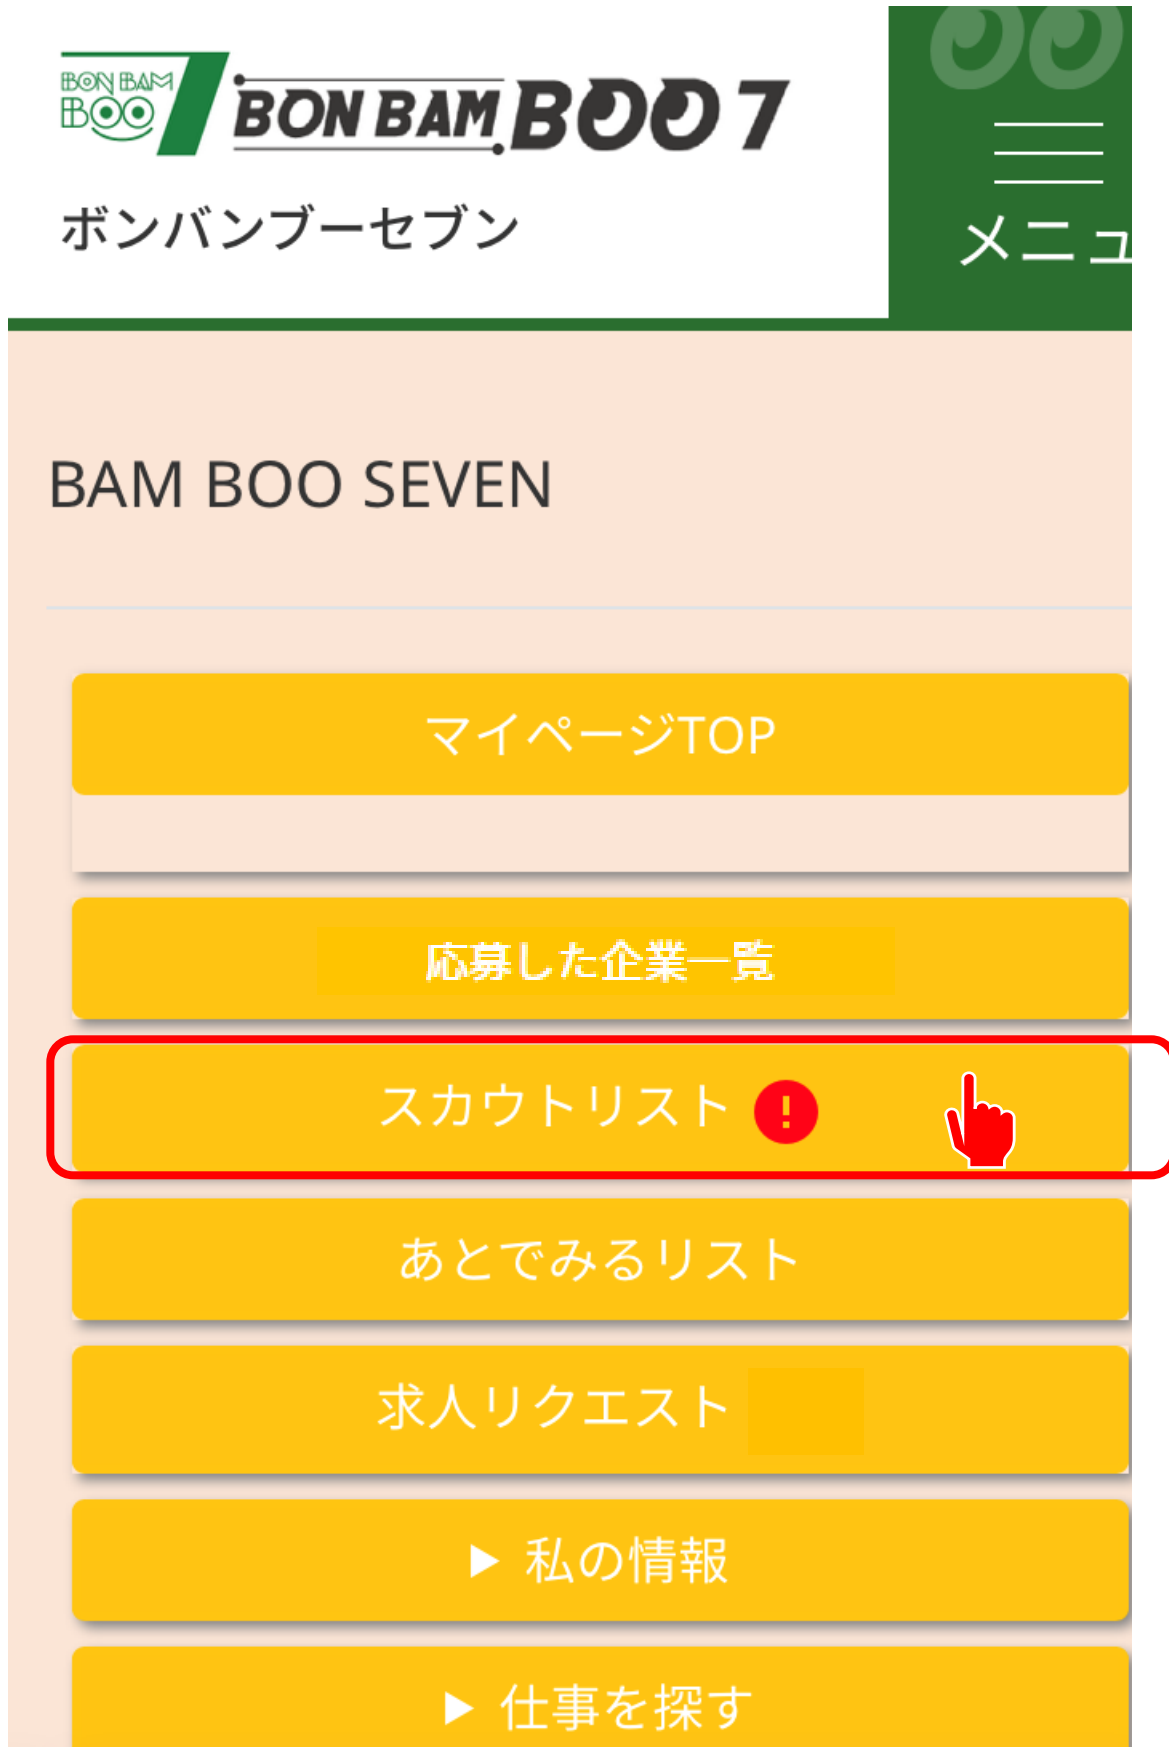 BON BAM
BOO 7
BON BAM BOO 7
ボンバンブーセブン
メニュ
BAM BOO SEVEN
マイページTOP
応募した企業一覧
スカウトリスト !
あとでみるリスト
求人リクエスト
▶ 私の情報
▶ 仕事を探す